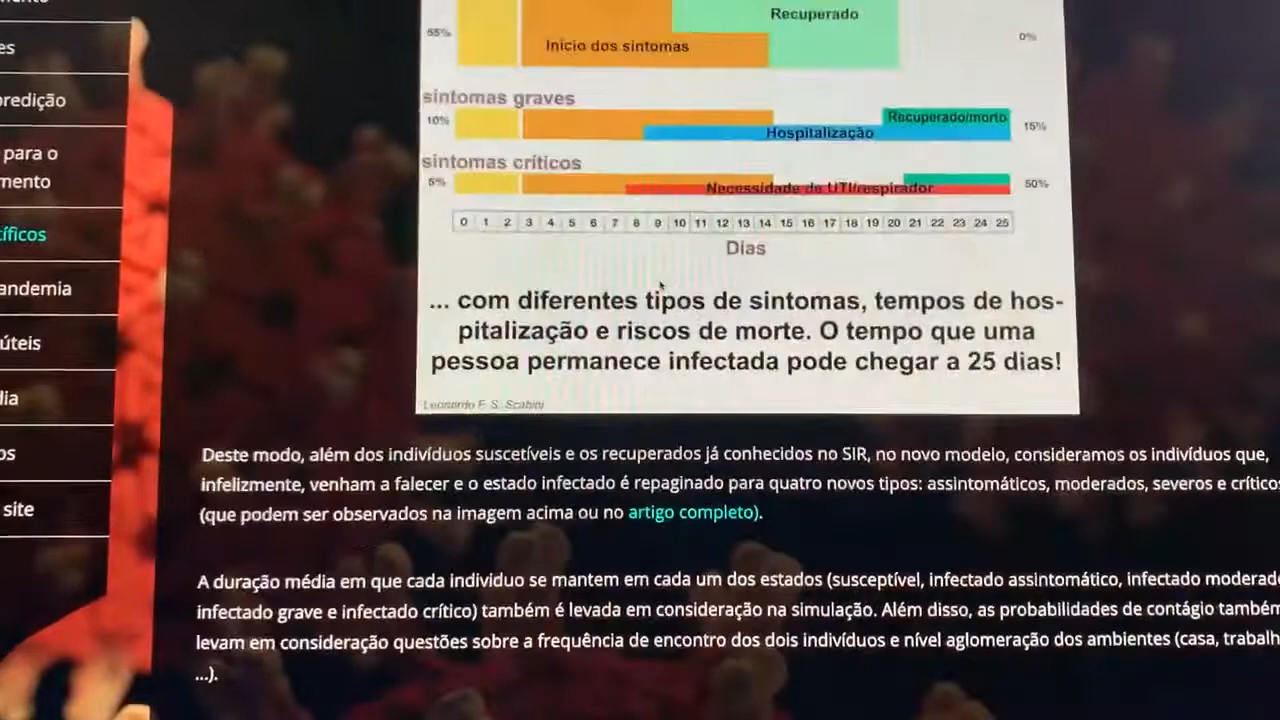 es
Recuperado
55%
Início dos sintomas
0%
predição
sintomas graves
10%
Recuperado/morto
Hospitalização
15%
para o
mento
sintomas críticos
5%
Necessidade de UTI/respirador
50%
0 1 2 3 4 5 6 7 8 9 10 11 12 13 14 15 16 17 18 19 20 21 22 23 24 25
Dias
tíficos
andemia
úteis
dia
os
site
... com diferentes tipos de sintomas, tempos de hos-
pitalização e riscos de morte. O tempo que uma
pessoa permanece infectada pode chegar a 25 dias!
Leonardo F. S. Scabini
Deste modo, além dos indivíduos suscetíveis e os recuperados já conhecidos no SIR, no novo modelo, consideramos os indivíduos que,
infelizmente, venham a falecer e o estado infectado é repaginado para quatro novos tipos: assintomáticos, moderados, severos e críticos
(que podem ser observados na imagem acima ou no artigo completo).
A duração média em que cada individuo se mantem em cada um dos estados (susceptível, infectado assintomático, infectado moderad
infectado grave e infectado crítico) também é levada em consideração na simulação. Além disso, as probabilidades de contágio também
levam em consideração questões sobre a frequência de encontro dos dois indivíduos e nível aglomeração dos ambientes (casa, trabalh
...).